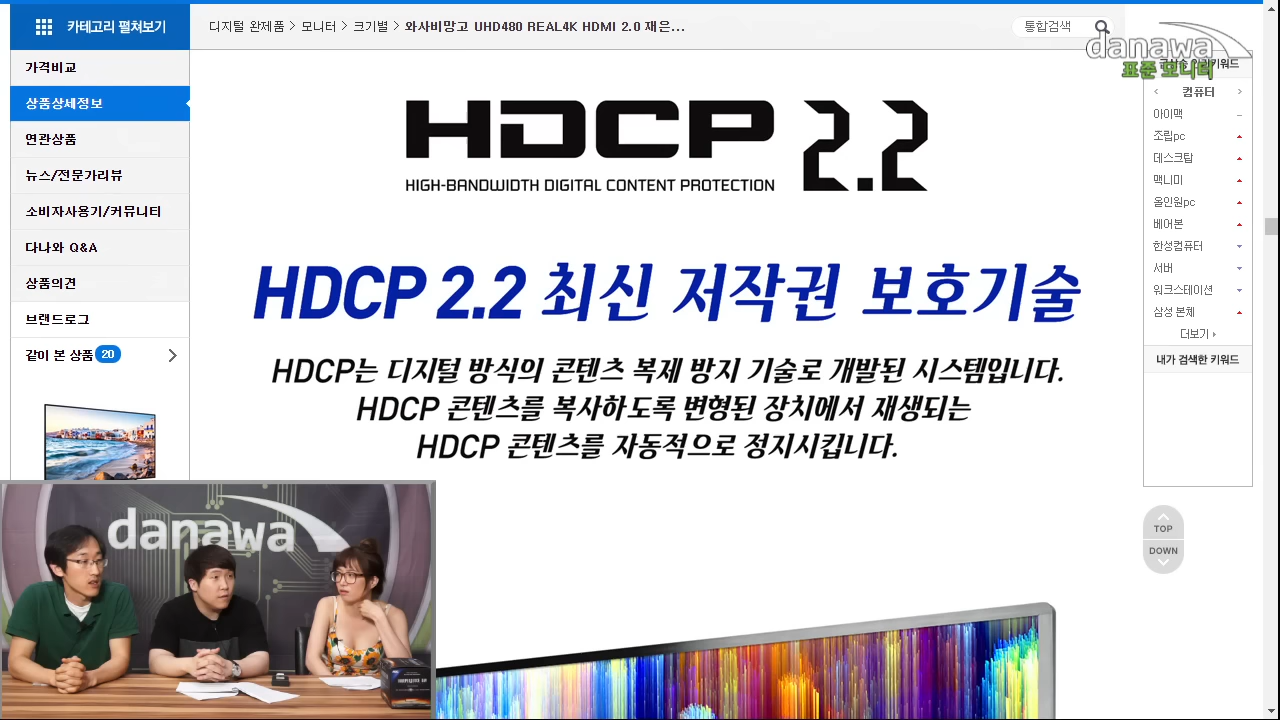 카테고리 펼쳐보기
디지털 완제품 > 모니터 > 크기별 > 와사비망고 UHD480 REAL4K HDMI 2.0 재은...
통합검색
danawa
표준 모니터
가격비교
상품상세정보
연관상품
뉴스/전문가리뷰
소비자사용기/커뮤니티
다나와 Q&A
상품의견
브랜드로그
같이 본 상품 20
HDCP 2.2
HIGH-BANDWIDTH DIGITAL CONTENT PROTECTION
HDCP 2.2 최신 저작권 보호기술
HDCP는 디지털 방식의 콘텐츠 복제 방지 기술로 개발된 시스템입니다.
HDCP 콘텐츠를 복사하도록 변형된 장치에서 재생되는
HDCP 콘텐츠를 자동적으로 정지시킵니다.
컴퓨터
아이맥
조립pc
데스크탑
맥니미
올인원pc
베어본
한성컴퓨터
서버
워크스테이션
삼성 본체
더보기
내가 검색한 키워드
TOP
DOWN
danawa